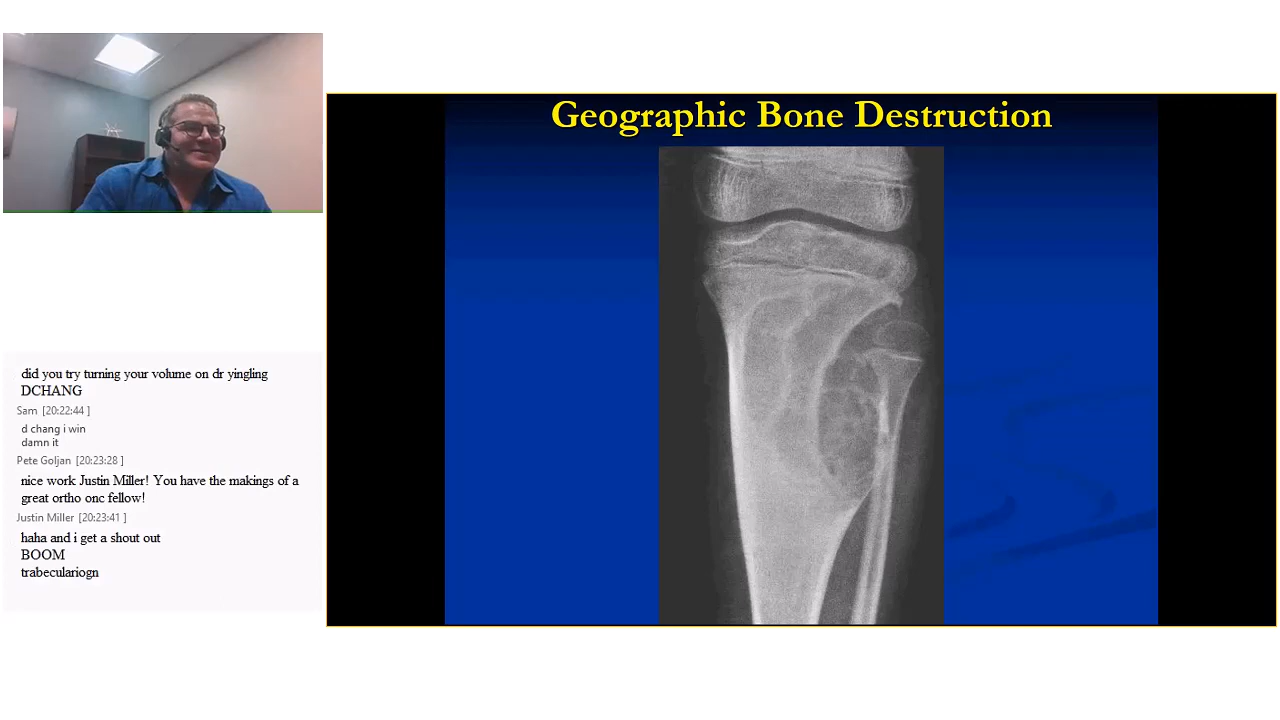 Geographic Bone Destruction
did you try turning your volume on dr yingling
DCHANG
Sam [20:22:44 ]
d chang i win
damn it
Pete Goljan [20:23:28 ]
nice work Justin Miller! You have the makings of a
great ortho onc fellow!
Justin Miller [20:23:41 ]
haha and i get a shout out
BOOM
trabeculariogn